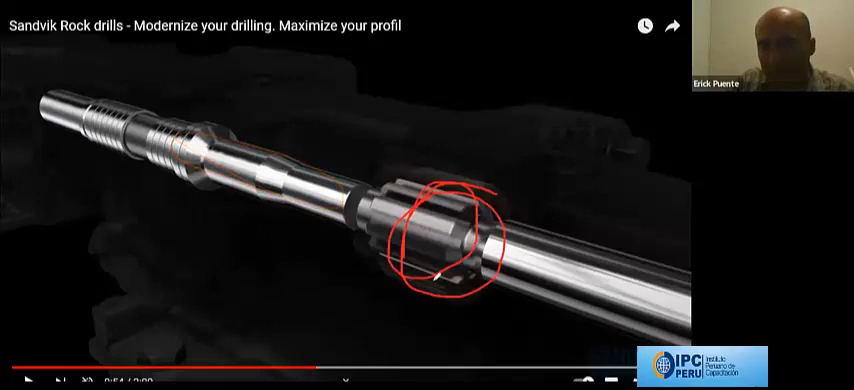 Sandvik Rock drills - Modernize your drilling. Maximize your profil
Erick Puente
IPC
PERU
Instituto
Peruano de
Capacitación